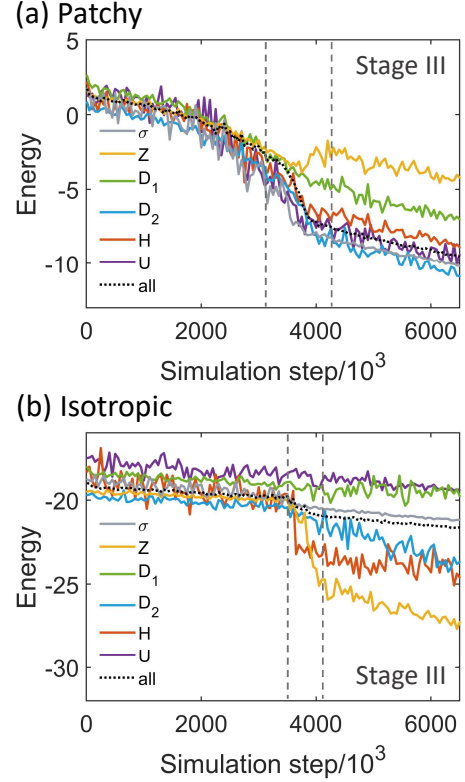 (a) Patchy
5
0
-5
-10
Energy
Stage III
σ
Z
D₁
D₂
H
U
all
0 2000 4000 6000
Simulation step/10³
(b) Isotropic
-20
-25
-30
Energy
σ
Z
D₁
D₂
H
U
all
Stage III
0 2000 4000 6000
Simulation step/10³